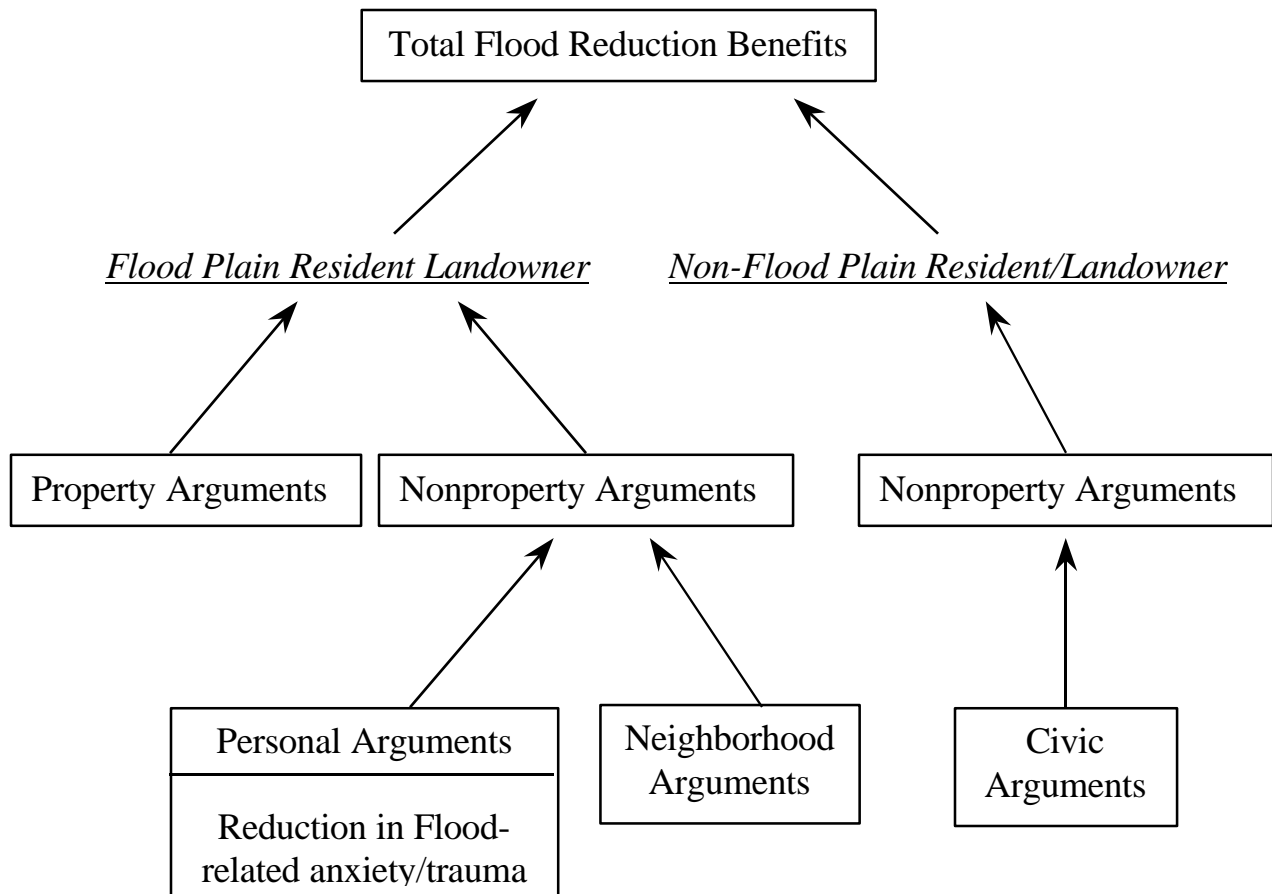 Total Flood Reduction Benefits
Flood Plain Resident Landowner
Non-Flood Plain Resident/Landowner
Property Arguments
Nonproperty Arguments
Nonproperty Arguments
Personal Arguments
Reduction in Flood-
related anxiety/trauma
Neighborhood
Arguments
Civic
Arguments